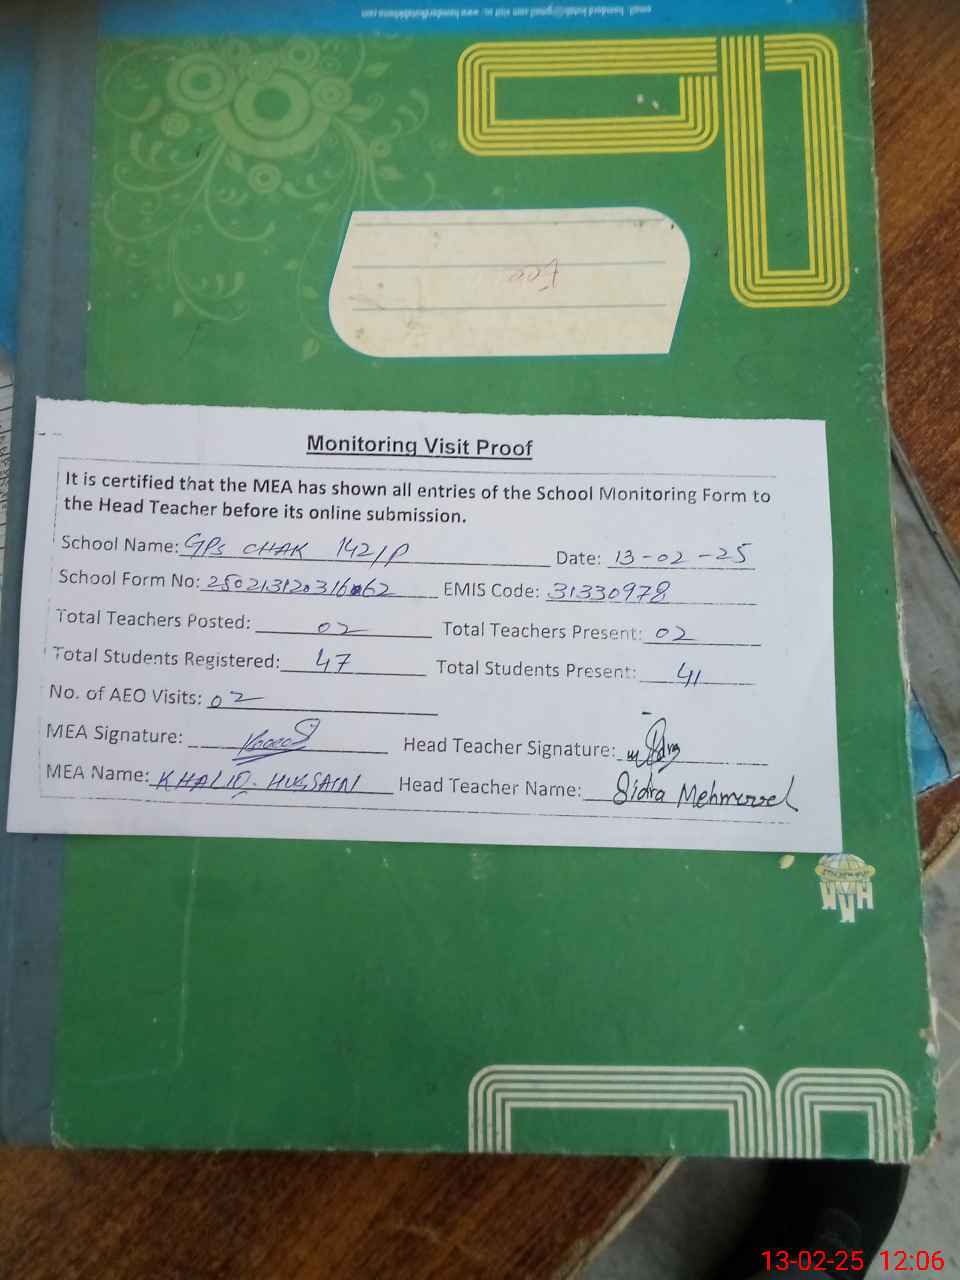 Monitoring Visit Proof
It is certified that the MEA has shown all entries of the School Monitoring Form to
the Head Teacher before its online submission.
School Name: GPS CHAK 142/P Date: 13-02-25
School Form No: EMIS Code: 31330978
Total Teachers Posted: 02 Total Teachers Present: 02
Total Students Registered: 47 Total Students Present: 41
No. of AEO Visits: 02
MEA Signature: Head Teacher Signature:
MEA Name: KHALID HUSSAIN Head Teacher Name: Sidra Mehmood
13-02-25 12:06